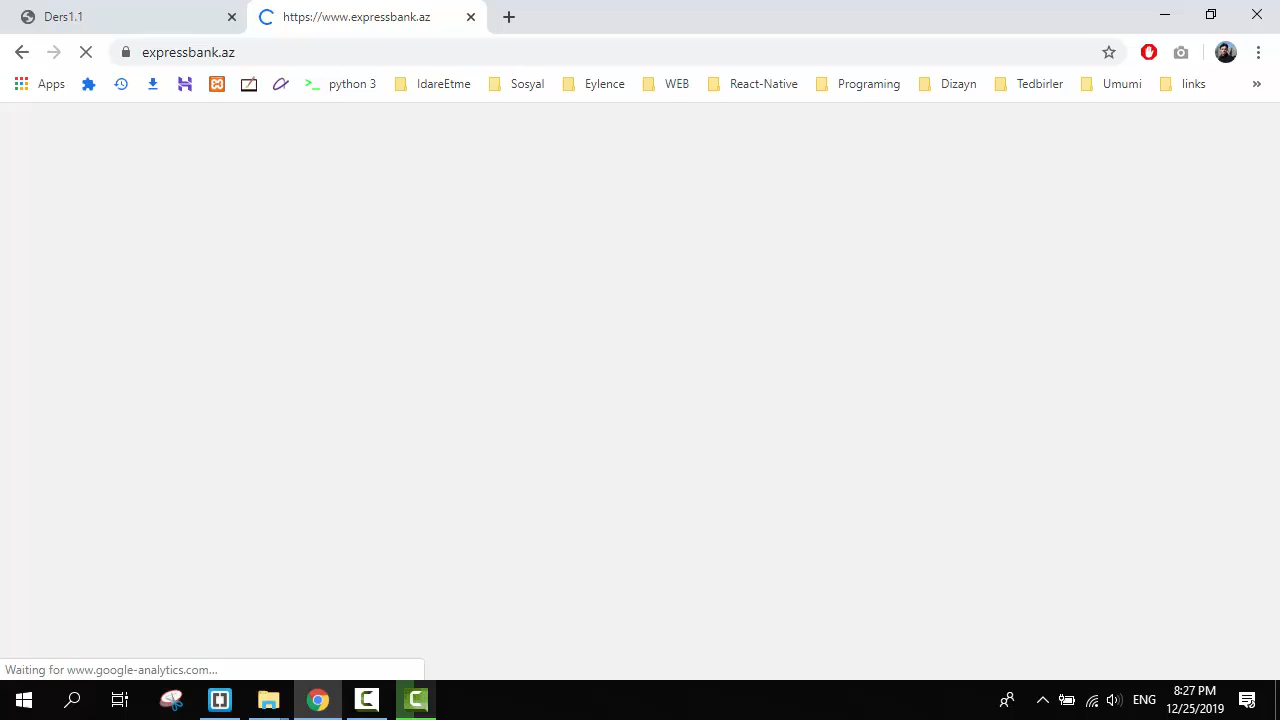 Ders1.1
https://www.expressbank.az
expressbank.az
Apps
python 3
IdareEtme
Sosyal
Eylence
WEB
React-Native
Programing
Dizayn
Tedbirler
Umumi
links
»
Waiting for www.google-analytics.com...
ENG
8:27 PM
12/25/2019